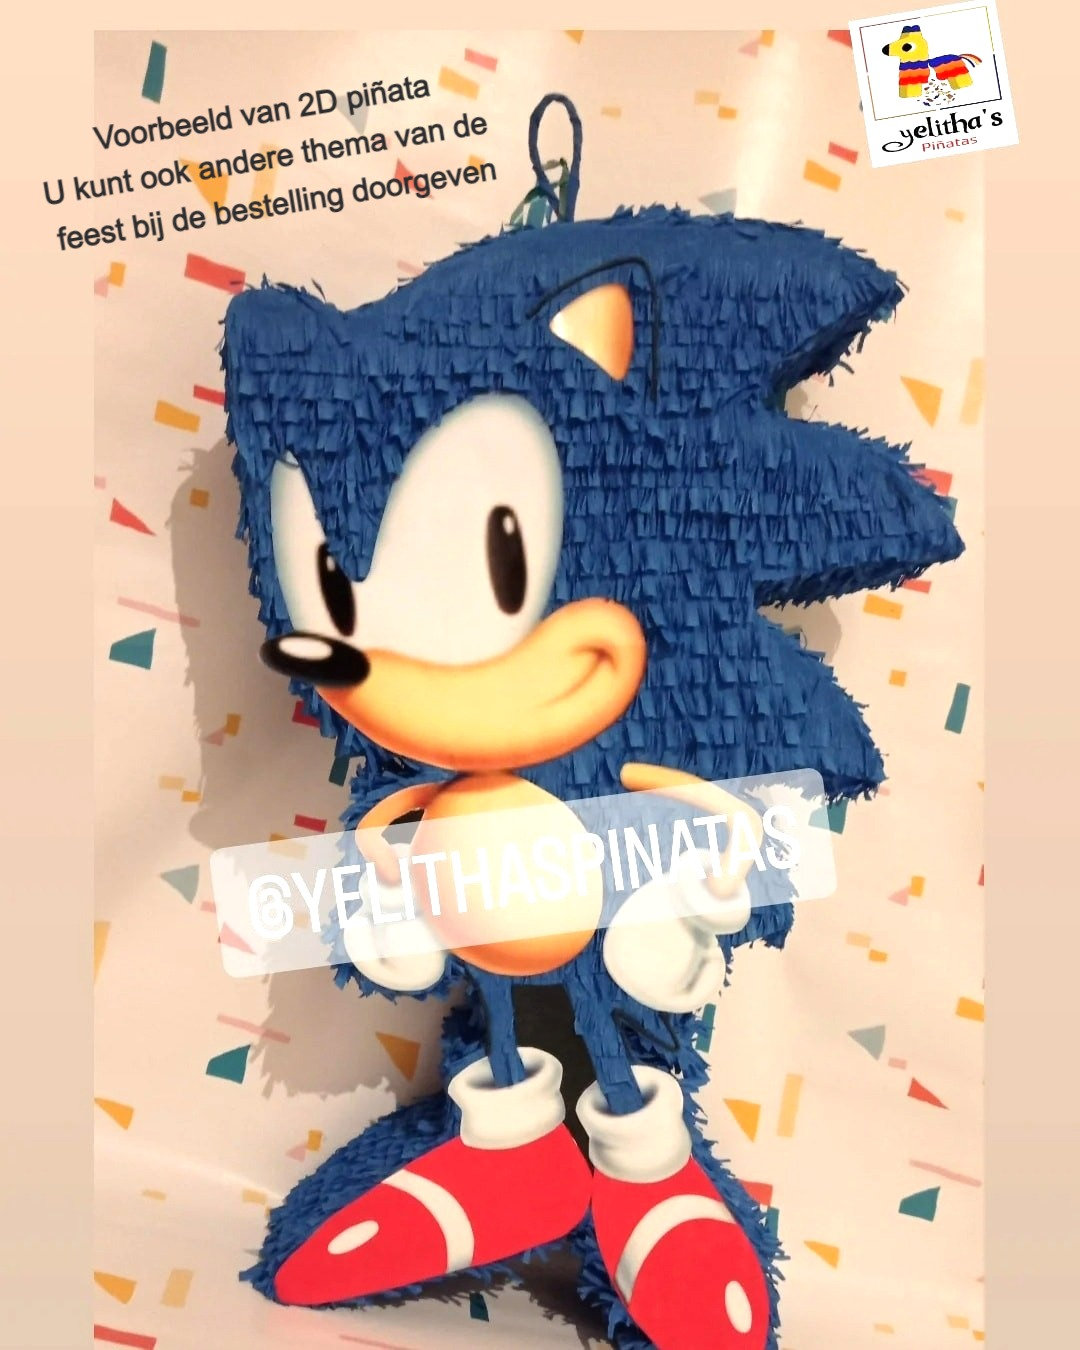 Voorbeeld van 2D piñata
U kunt ook andere thema van de
feest bij de bestelling doorgeven
yelitha's
Piñatas
@YELITHASPINATAS